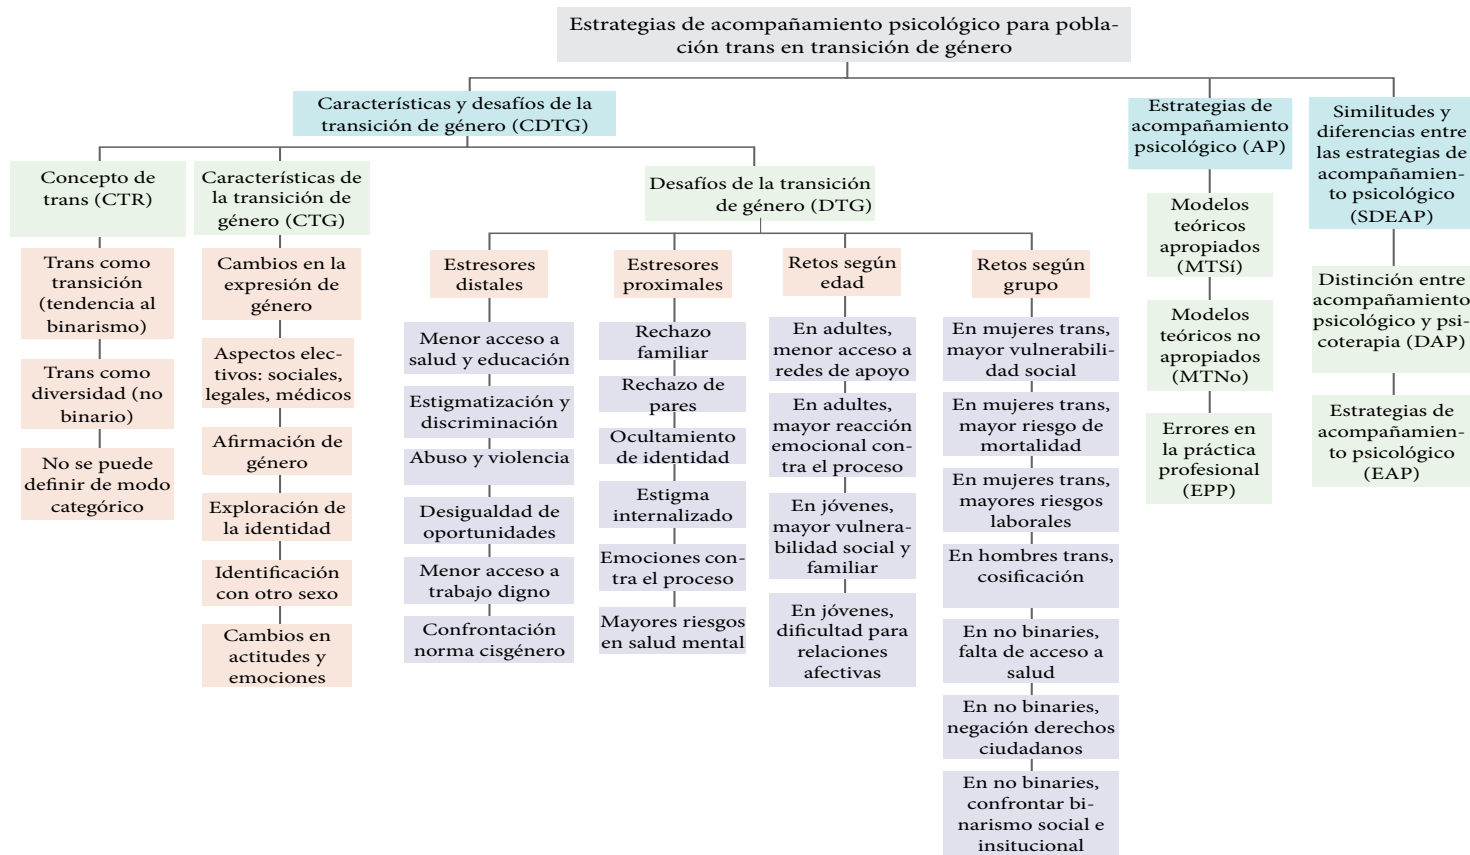 Estrategias de acompañamiento psicológico para pobla-
ción trans en transición de género
Características y desafíos de la
transición de género (CDTG)
Concepto de
trans (CTR)
Trans como
transición
(tendencia al
binarismo)
Trans como
diversidad (no
binario)
No se puede
definir de modo
categórico
Características de
la transición de
género (CTG)
Cambios en la
expresión de
género
Aspectos elec-
tivos: sociales,
legales, médicos
Afirmación de
género
Exploración de
la identidad
Identificación
con otro sexo
Cambios en
actitudes y
emociones
Desafíos de la transición
de género (DTG)
Estresores
distales
Menor acceso a
salud y educación
Estigmatización y
discriminación
Abuso y violencia
Desigualdad de
oportunidades
Menor acceso a
trabajo digno
Confrontación
norma cisgénero
Estresores
proximales
Rechazo
familiar
Rechazo de
pares
Ocultamiento
de identidad
Estigma
internalizado
Emociones con-
tra el proceso
Mayores riesgos
en salud mental
Retos según
edad
En adultes,
menor acceso a
redes de apoyo
En adultes,
mayor reacción
emocional con-
tra el proceso
En jóvenes,
mayor vulnera-
bilidad social y
familiar
En jóvenes,
dificultad para
relaciones
afectivas
Retos según
grupo
En mujeres trans,
mayor vulnerabili-
dad social
En mujeres trans,
mayor riesgo de
mortalidad
En mujeres trans,
mayores riesgos
laborales
En hombres trans,
cosificación
En no binaries,
falta de acceso a
salud
En no binaries,
negación derechos
ciudadanos
En no binaries,
confrontar bi-
narismo social e
insitucional
Estrategias de
acompañamiento
psicológico (AP)
Modelos
teóricos
apropiados
(MTSí)
Modelos
teóricos no
apropiados
(MTNo)
Errores en
la práctica
profesional
(EPP)
Similitudes y
diferencias entre
las estrategias de
acompañamien-
to psicológico
(SDEAP)
Distinción entre
acompañamiento
psicológico y psi-
coterapia (DAP)
Estrategias de
acompañamien-
to psicológico
(EAP)